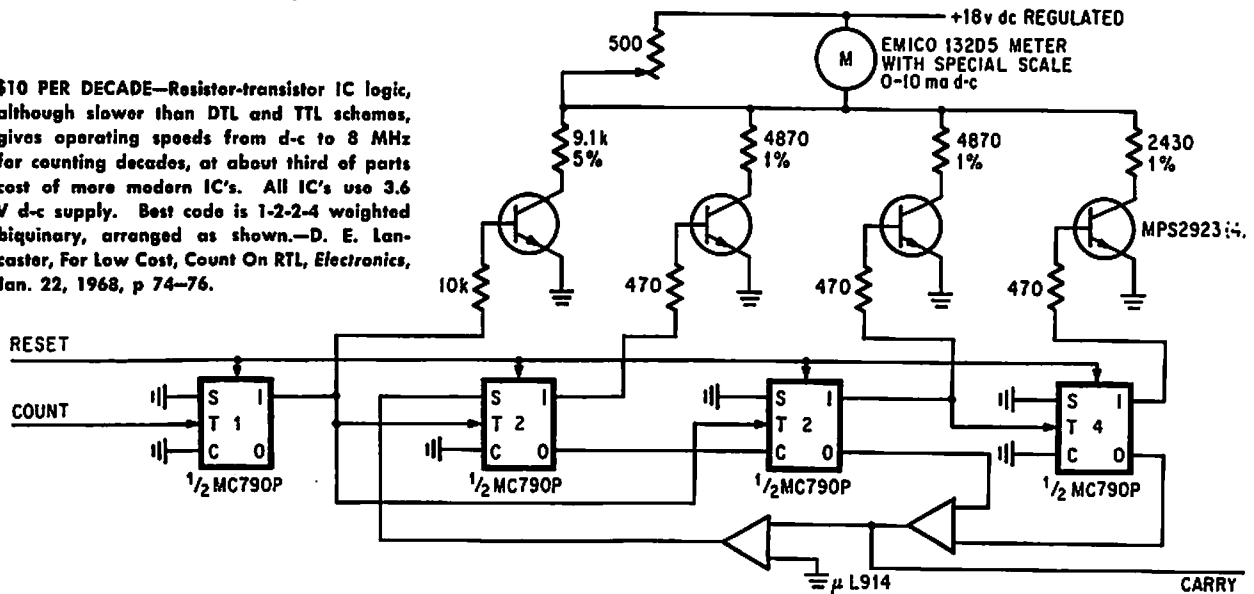 +18v dc REGULATED
500
M
EMICO 132D5 METER
WITH SPECIAL SCALE
0-10 ma d-c
$10 PER DECADE—Resistor-transistor IC logic,
although slower than DTL and TTL schemes,
gives operating speeds from d-c to 8 MHz
for counting decades, at about third of parts
cost of more modern IC's. All IC's use 3.6
V d-c supply. Best code is 1-2-2-4 weighted
biquinary, arranged as shown.—D. E. Lan-
caster, For Low Cost, Count On RTL, Electronics,
Jan. 22, 1968, p 74–76.
9.1k
5%
4870
1%
4870
1%
2430
1%
MPS2923
10k
470
470
470
RESET
COUNT
S 1
T 1
C 0
1/2 MC790P
S 1
T 2
C 0
1/2 MC790P
S 1
T 2
C 0
1/2 MC790P
S 1
T 4
C 0
1/2 MC790P
μL914
CARRY